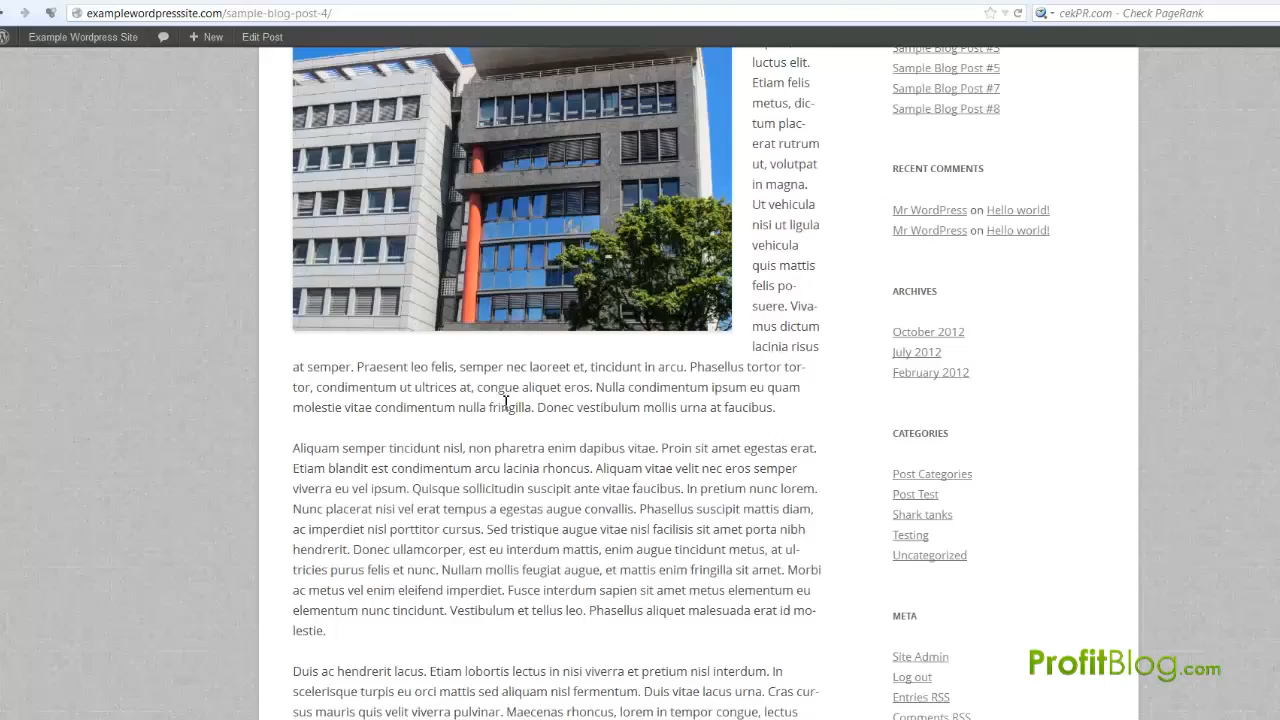 examplewordpresssite.com/sample-blog-post-4/
cekPR.com - Check PageRank
Example Wordpress Site
+ New
Edit Post
luctus elit.
Etiam felis
metus, dic-
tum plac-
erat rutrum
ut, volutpat
in magna.
Ut vehicula
nisi ut ligula
vehicula
quis mattis
felis po-
suere. Viva-
mus dictum
lacinia risus
at semper. Praesent leo felis, semper nec laoreet et, tincidunt in arcu. Phasellus tortor tor-
tor, condimentum ut ultrices at, congue aliquet eros. Nulla condimentum ipsum eu quam
molestie vitae condimentum nulla fringilla. Donec vestibulum mollis urna at faucibus.
Aliquam semper tincidunt nisl, non pharetra enim dapibus vitae. Proin sit amet egestas erat.
Etiam blandit est condimentum arcu lacinia rhoncus. Aliquam vitae velit nec eros semper
viverra eu vel ipsum. Quisque sollicitudin suscipit ante vitae faucibus. In pretium nunc lorem.
Nunc placerat nisi vel erat tempus a egestas augue convallis. Phasellus suscipit mattis diam,
ac imperdiet nisl porttitor cursus. Sed tristique augue vitae nisl facilisis sit amet porta nibh
hendrerit. Donec ullamcorper, est eu interdum mattis, enim augue tincidunt metus, at ul-
tricies purus felis et nunc. Nullam mollis feugiat augue, et mattis enim fringilla sit amet. Morbi
ac metus vel enim eleifend imperdiet. Fusce interdum sapien sit amet metus elementum eu
elementum nunc tincidunt. Vestibulum et tellus leo. Phasellus aliquet malesuada erat id mo-
lestie.
Duis ac hendrerit lacus. Etiam lobortis lectus in nisi viverra et pretium nisl interdum. In
scelerisque turpis eu orci mattis sed aliquam nisl fermentum. Duis vitae lacus urna. Cras cur-
sus mauris quis velit viverra pulvinar. Maecenas rhoncus, lorem in tempor congue, lectus
Sample Blog Post #5
Sample Blog Post #7
Sample Blog Post #8
RECENT COMMENTS
Mr WordPress on Hello world!
Mr WordPress on Hello world!
ARCHIVES
October 2012
July 2012
February 2012
CATEGORIES
Post Categories
Post Test
Shark tanks
Testing
Uncategorized
META
Site Admin
Log out
Entries RSS
Comments RSS
ProfitBlog.com